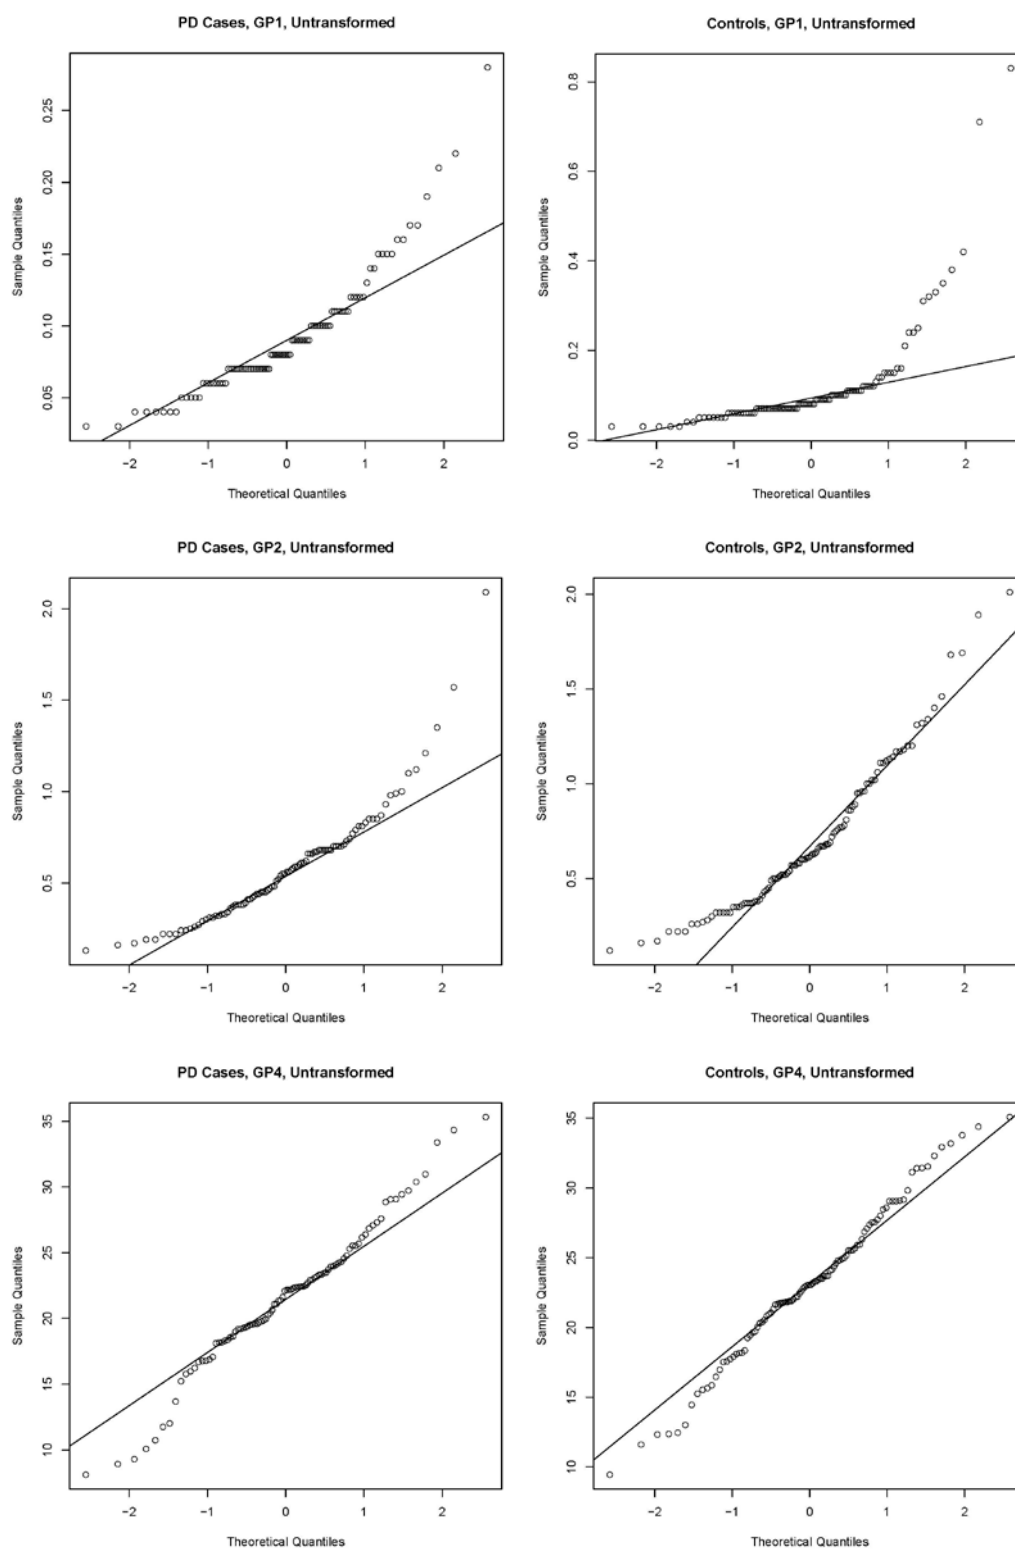 PD Cases, GP1, Untransformed
Sample Quantiles
0.05 0.10 0.15 0.20 0.25
−2 −1 0 1 2
Theoretical Quantiles
Controls, GP1, Untransformed
Sample Quantiles
0.0 0.2 0.4 0.6 0.8
−2 −1 0 1 2
Theoretical Quantiles
PD Cases, GP2, Untransformed
Sample Quantiles
0.5 1.0 1.5 2.0
−2 −1 0 1 2
Theoretical Quantiles
Controls, GP2, Untransformed
Sample Quantiles
0.5 1.0 1.5 2.0
−2 −1 0 1 2
Theoretical Quantiles
PD Cases, GP4, Untransformed
Sample Quantiles
10 15 20 25 30 35
−2 −1 0 1 2
Theoretical Quantiles
Controls, GP4, Untransformed
Sample Quantiles
10 15 20 25 30 35
−2 −1 0 1 2
Theoretical Quantiles